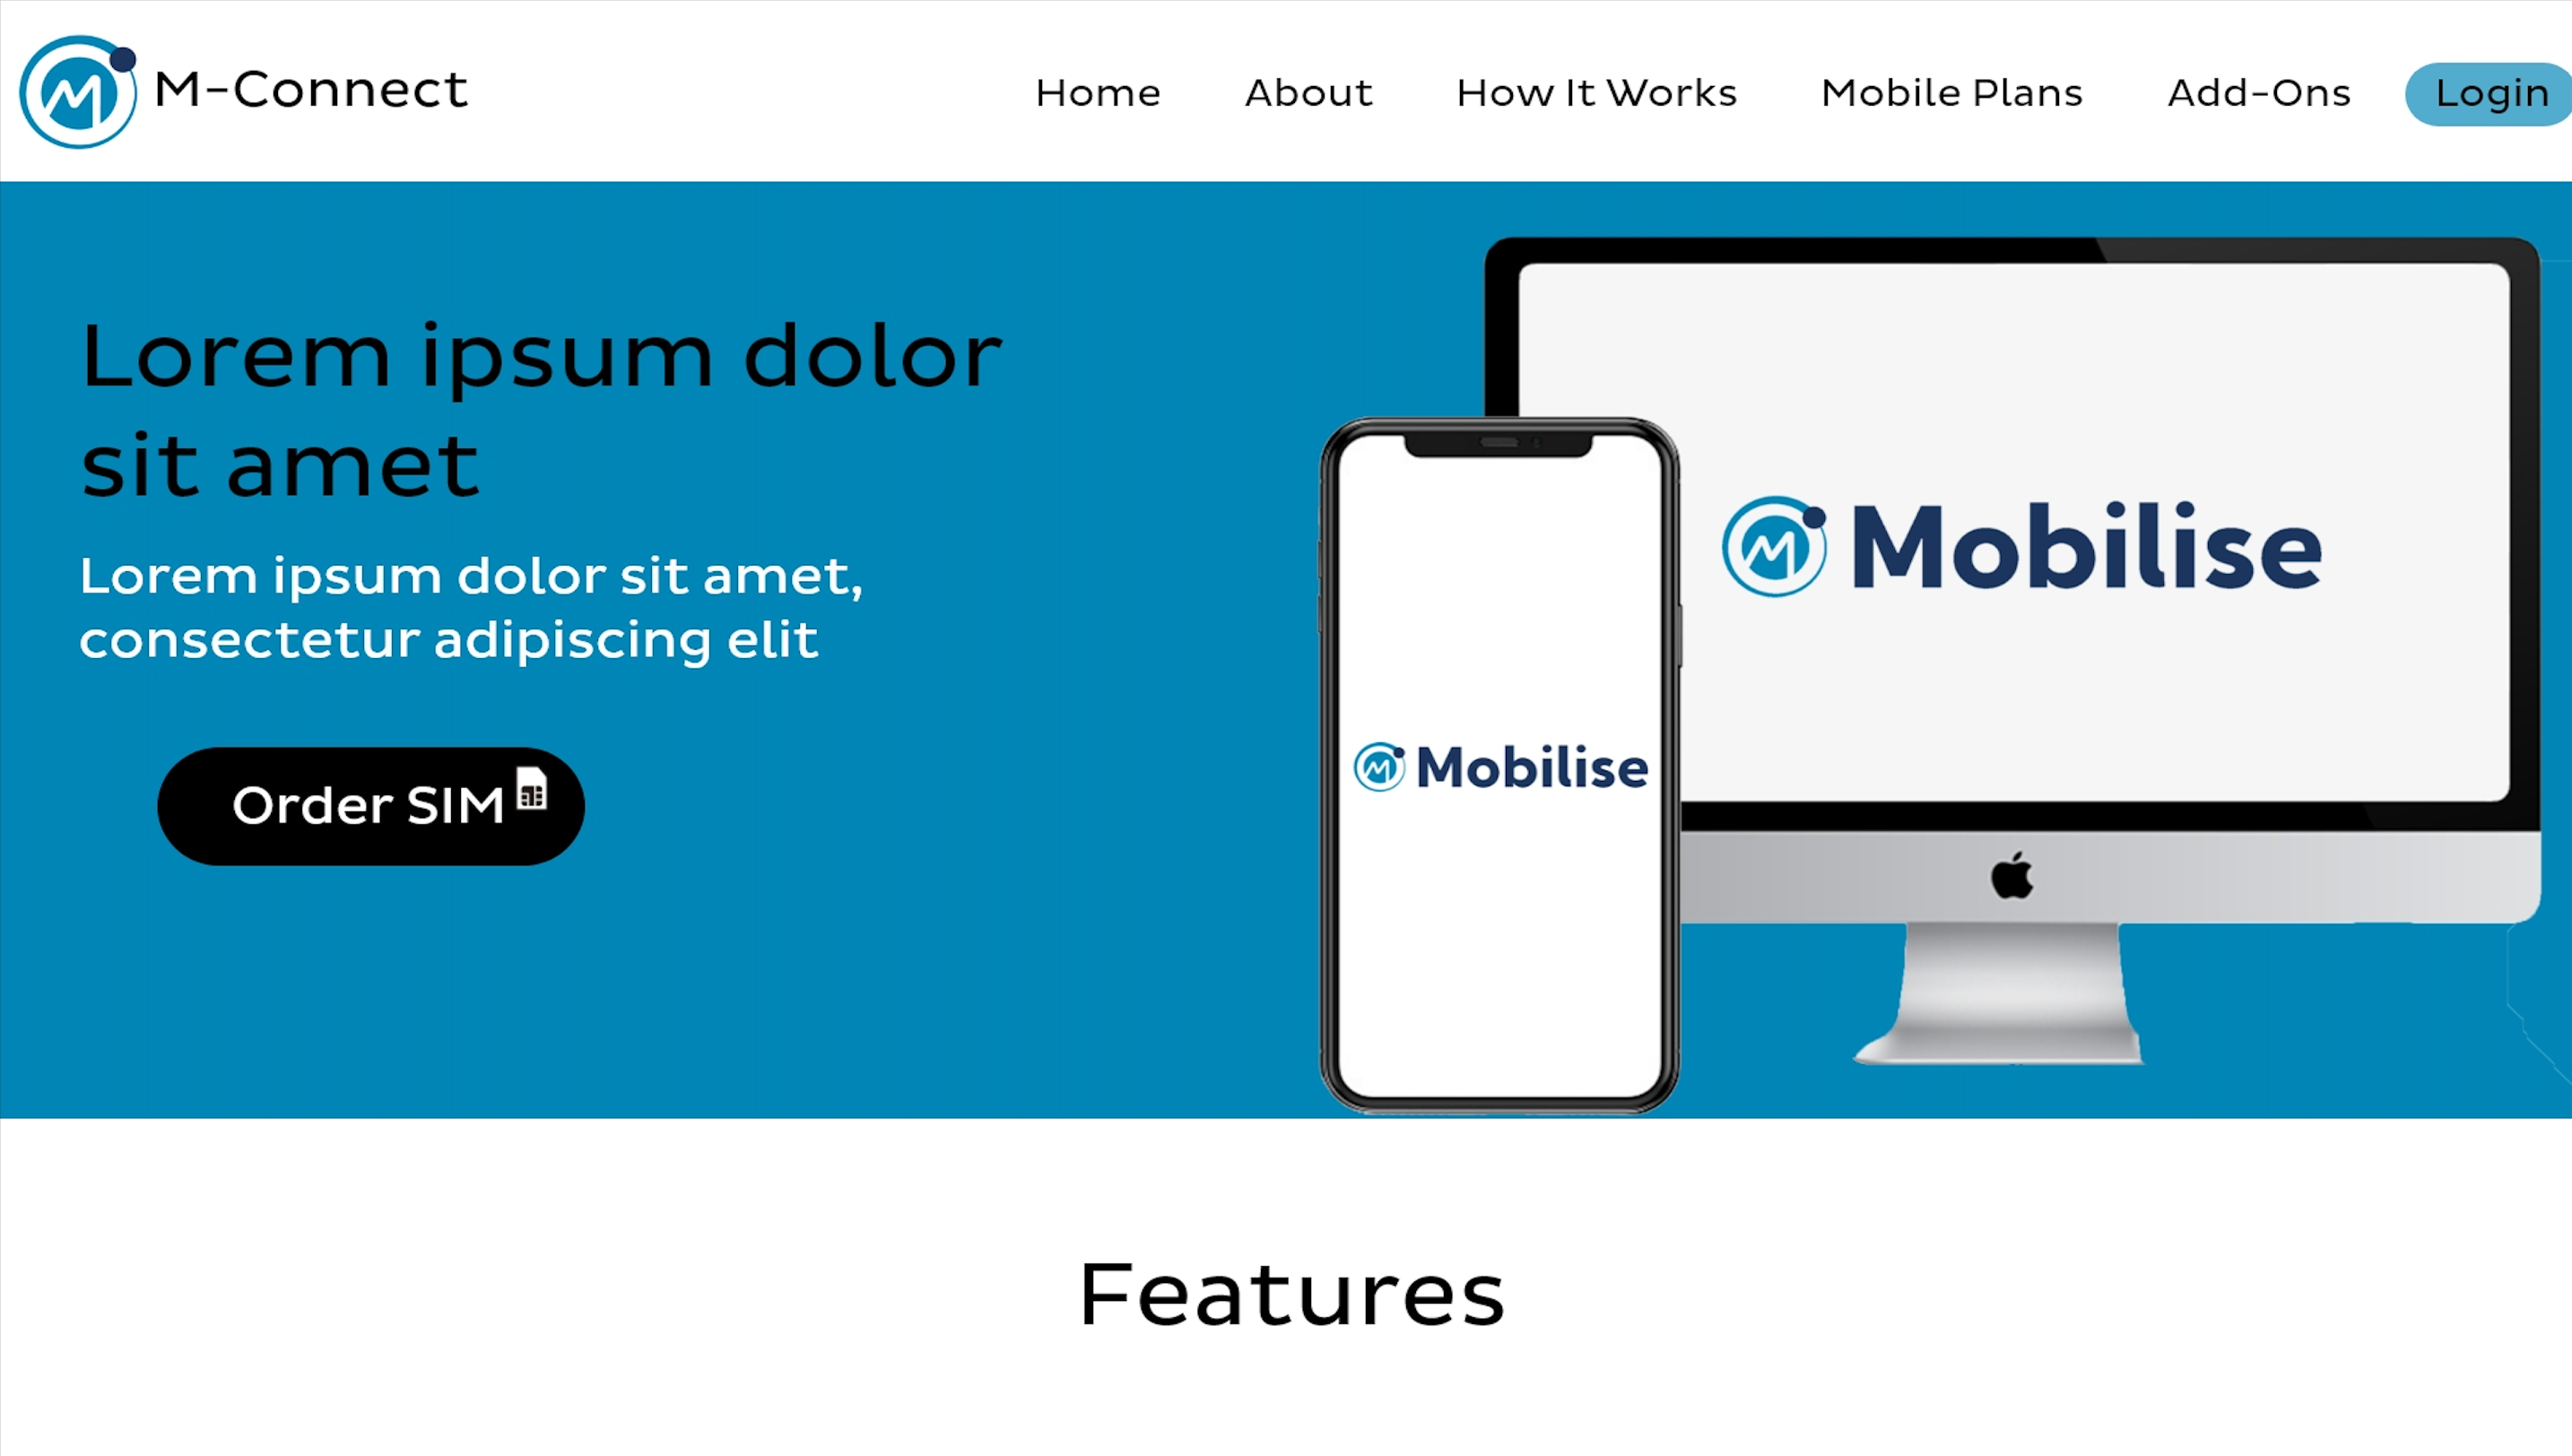 M-Connect
Home About How It Works Mobile Plans Add-Ons Login
Lorem ipsum dolor
sit amet
Lorem ipsum dolor sit amet,
consectetur adipiscing elit
Order SIM
Mobilise
Mobilise
Features